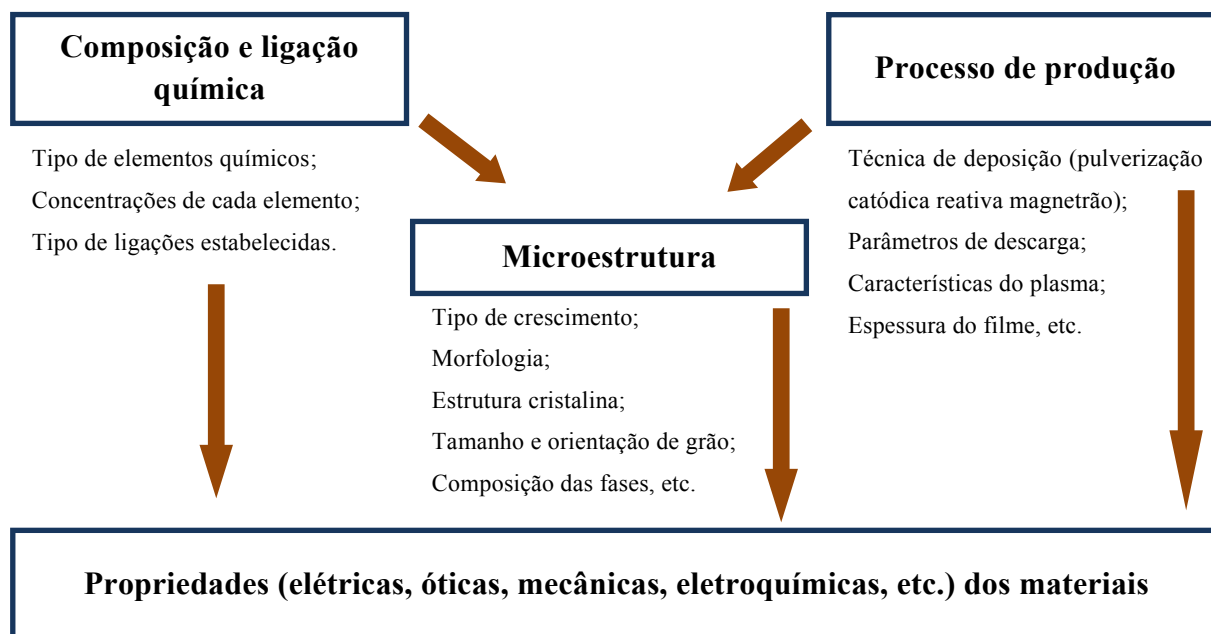 Composição e ligação
química
Processo de produção
Tipo de elementos químicos;
Concentrações de cada elemento;
Tipo de ligações estabelecidas.
Técnica de deposição (pulverização
catódica reativa magnetrão);
Parâmetros de descarga;
Características do plasma;
Espessura do filme, etc.
Microestrutura
Tipo de crescimento;
Morfologia;
Estrutura cristalina;
Tamanho e orientação de grão;
Composição das fases, etc.
Propriedades (elétricas, óticas, mecânicas, eletroquímicas, etc.) dos materiais